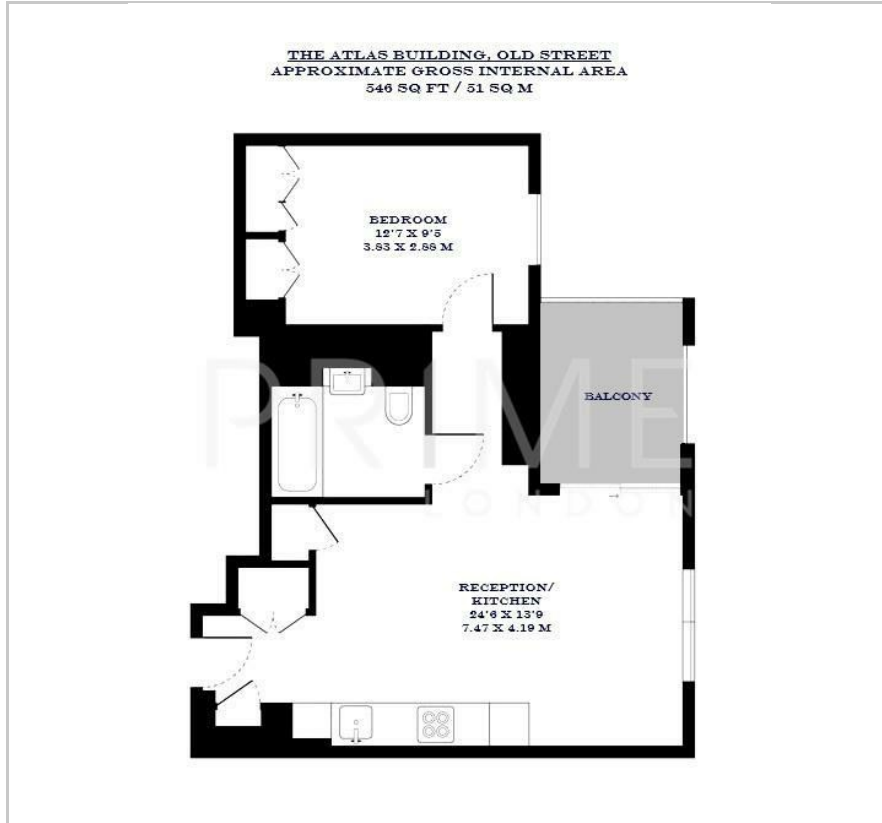 THE ATLAS BUILDING, OLD STREET
APPROXIMATE GROSS INTERNAL AREA
546 SQ FT / 51 SQ M
BEDROOM
12'7 X 9'5
3.83 X 2.88 M
BALCONY
PRIME
LONDON
RECEPTION/
KITCHEN
24'6 X 13'9
7.47 X 4.19 M